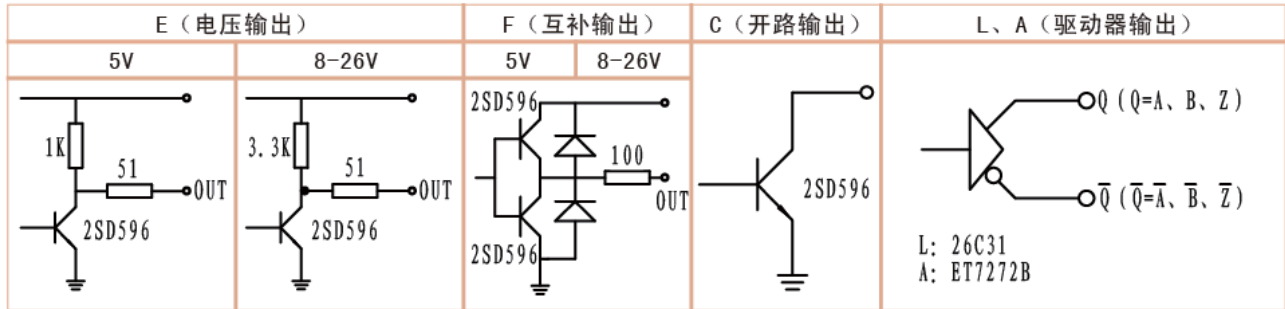 E（电压输出）
F（互补输出）
C（开路输出）
L、A（驱动器输出）
5V
8-26V
5V
8-26V
1K
51
OUT
2SD596
3.3K
51
OUT
2SD596
2SD596
100
OUT
2SD596
2SD596
Q（Q=A、B、Z）
Q̅（Q̅=A̅、B̅、Z̅）
L: 26C31
A: ET7272B